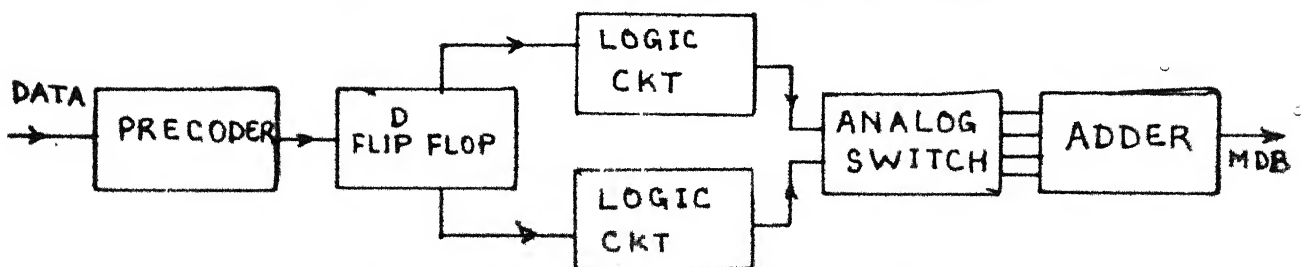 DATA
PRECODER
D
FLIP FLOP
LOGIC
CKT
LOGIC
CKT
ANALOG
SWITCH
ADDER
MDB